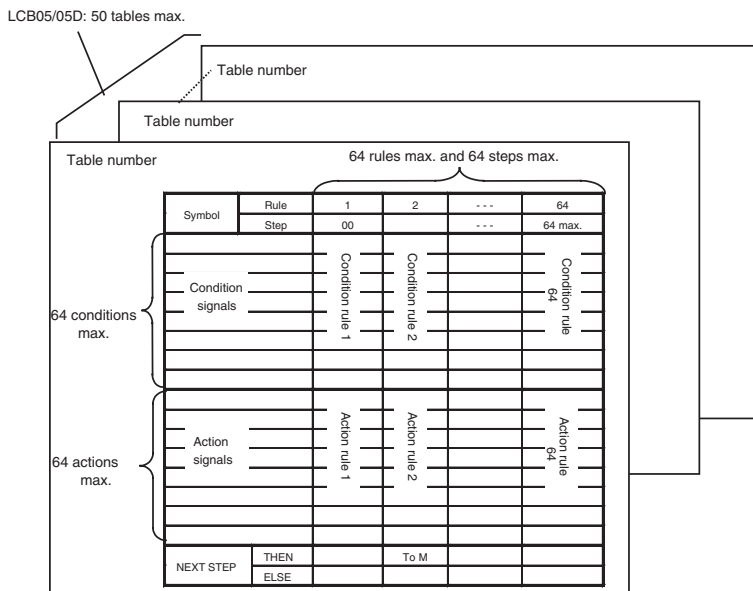 LCB05/05D: 50 tables max.
Table number
Table number
Table number
64 rules max. and 64 steps max.
Symbol Rule 1 2 - - - 64
Step 00 - - - 64 max.
64 conditions
max.
Condition
signals
Condition rule 1
Condition rule 2
Condition rule
64
64 actions
max.
Action
signals
Action rule 1
Action rule 2
Action rule
64
NEXT STEP THEN To M
ELSE